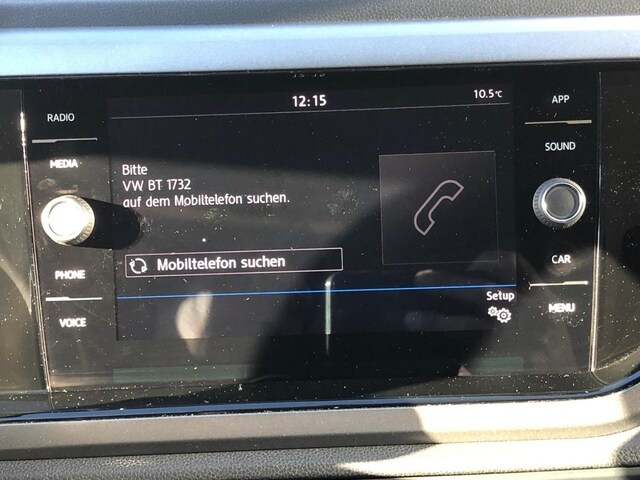 12:15
10.5°C
RADIO
MEDIA
PHONE
VOICE
Bitte
VW BT 1732
auf dem Mobiltelefon suchen.
Mobiltelefon suchen
Setup
APP
SOUND
CAR
MENU